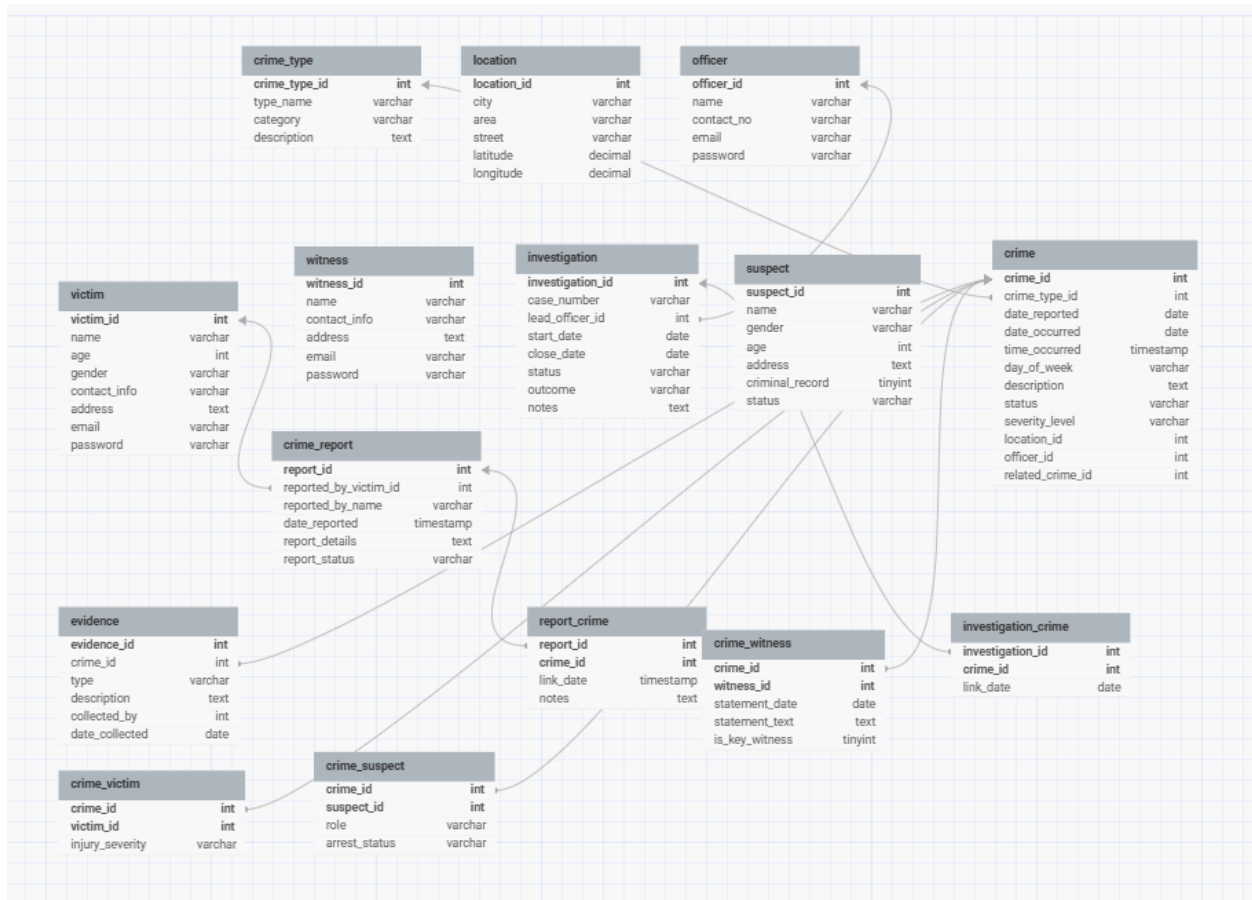 crime_type
crime_type_id int
type_name varchar
category varchar
description text
location
location_id int
city varchar
area varchar
street varchar
latitude decimal
longitude decimal
officer
officer_id int
name varchar
contact_no varchar
email varchar
password varchar
victim
victim_id int
name varchar
age int
gender varchar
contact_info varchar
address text
email varchar
password varchar
witness
witness_id int
name varchar
contact_info varchar
address text
email varchar
password varchar
investigation
investigation_id int
case_number varchar
lead_officer_id int
start_date date
close_date date
status varchar
outcome varchar
notes text
suspect
suspect_id int
name varchar
gender varchar
age int
address text
criminal_record tinyint
status varchar
crime
crime_id int
crime_type_id int
date_reported date
date_occurred date
time_occurred timestamp
day_of_week varchar
description text
status varchar
severity_level varchar
location_id int
officer_id int
related_crime_id int
crime_report
report_id int
reported_by_victim_id int
reported_by_name varchar
date_reported timestamp
report_details text
report_status varchar
evidence
evidence_id int
crime_id int
type varchar
description text
collected_by int
date_collected date
report_crime
report_id int
crime_id int
link_date timestamp
notes text
crime_witness
crime_id int
witness_id int
statement_date date
statement_text text
is_key_witness tinyint
investigation_crime
investigation_id int
crime_id int
link_date date
crime_victim
crime_id int
victim_id int
injury_severity varchar
crime_suspect
crime_id int
suspect_id int
role varchar
arrest_status varchar